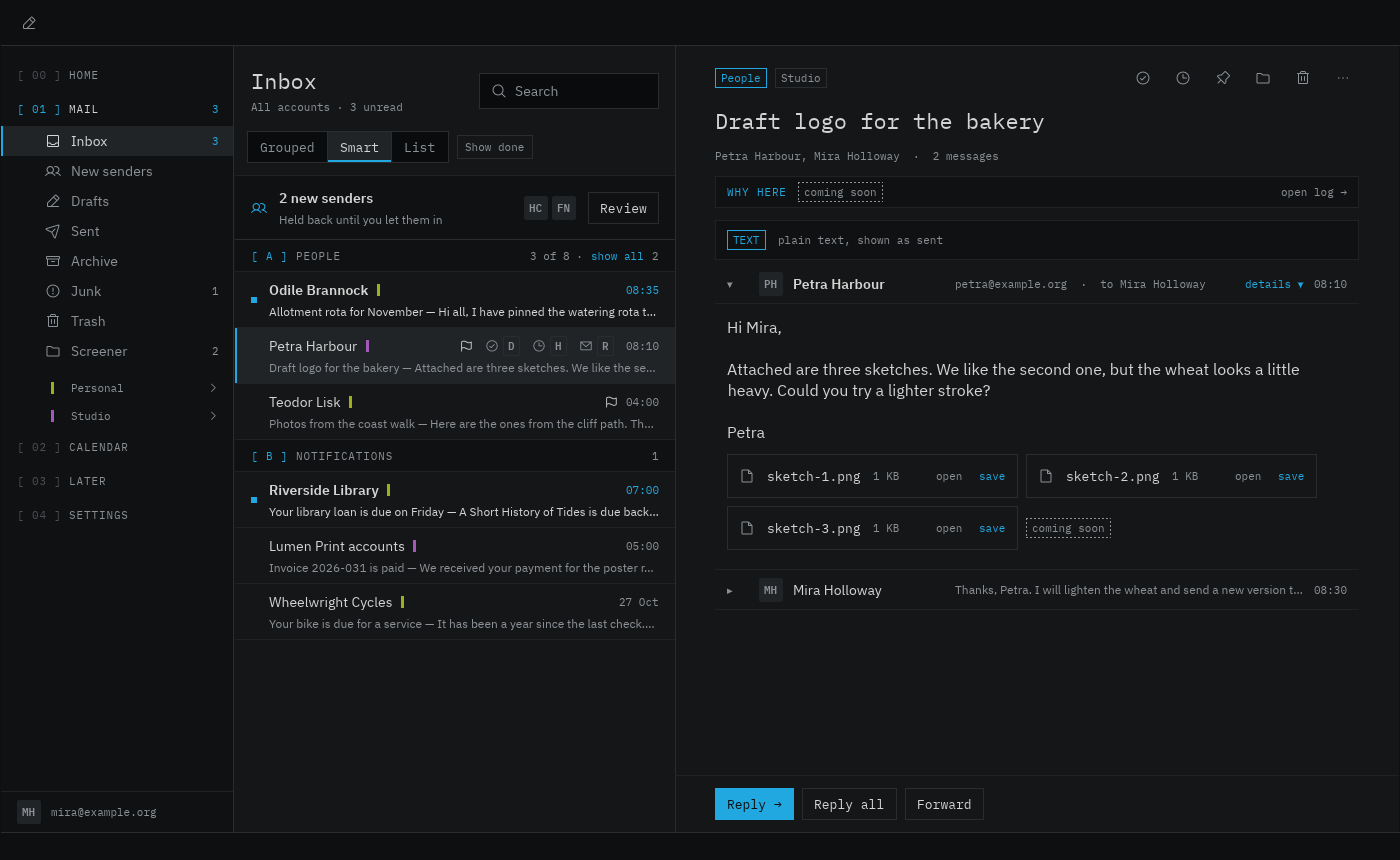 [ 00 ] HOME
[ 01 ] MAIL 3
Inbox 3
New senders
Drafts
Sent
Archive
Junk 1
Trash
Screener 2
Personal
Studio
[ 02 ] CALENDAR
[ 03 ] LATER
[ 04 ] SETTINGS
MH mira@example.org
Inbox
All accounts · 3 unread
Search
Grouped Smart List Show done
2 new senders
Held back until you let them in
HC FN Review
[ A ] PEOPLE 3 of 8 · show all 2
Odile Brannock 08:35
Allotment rota for November — Hi all, I have pinned the watering rota t…
Petra Harbour D H R 08:10
Draft logo for the bakery — Attached are three sketches. We like the se…
Teodor Lisk 04:00
Photos from the coast walk — Here are the ones from the cliff path. Th…
[ B ] NOTIFICATIONS 1
Riverside Library 07:00
Your library loan is due on Friday — A Short History of Tides is due back…
Lumen Print accounts 05:00
Invoice 2026-031 is paid — We received your payment for the poster r…
Wheelwright Cycles 27 Oct
Your bike is due for a service — It has been a year since the last check.…
People Studio
Draft logo for the bakery
Petra Harbour, Mira Holloway · 2 messages
WHY HERE coming soon open log →
TEXT plain text, shown as sent
▾ PH Petra Harbour petra@example.org · to Mira Holloway details ▾ 08:10
Hi Mira,
Attached are three sketches. We like the second one, but the wheat looks a little
heavy. Could you try a lighter stroke?
Petra
sketch-1.png 1 KB open save
sketch-2.png 1 KB open save
sketch-3.png 1 KB open save
coming soon
▸ MH Mira Holloway Thanks, Petra. I will lighten the wheat and send a new version t… 08:30
Reply → Reply all Forward